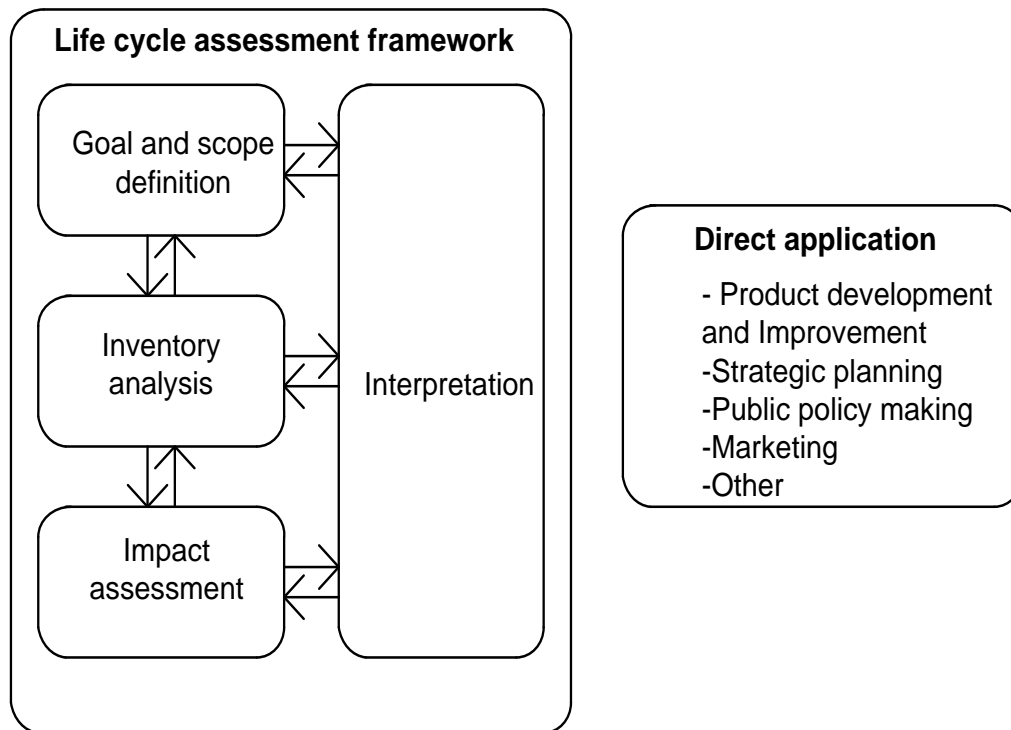 Life cycle assessment framework
Goal and scope
definition
Inventory
analysis
Impact
assessment
Interpretation
Direct application
- Product development
and Improvement
-Strategic planning
-Public policy making
-Marketing
-Other